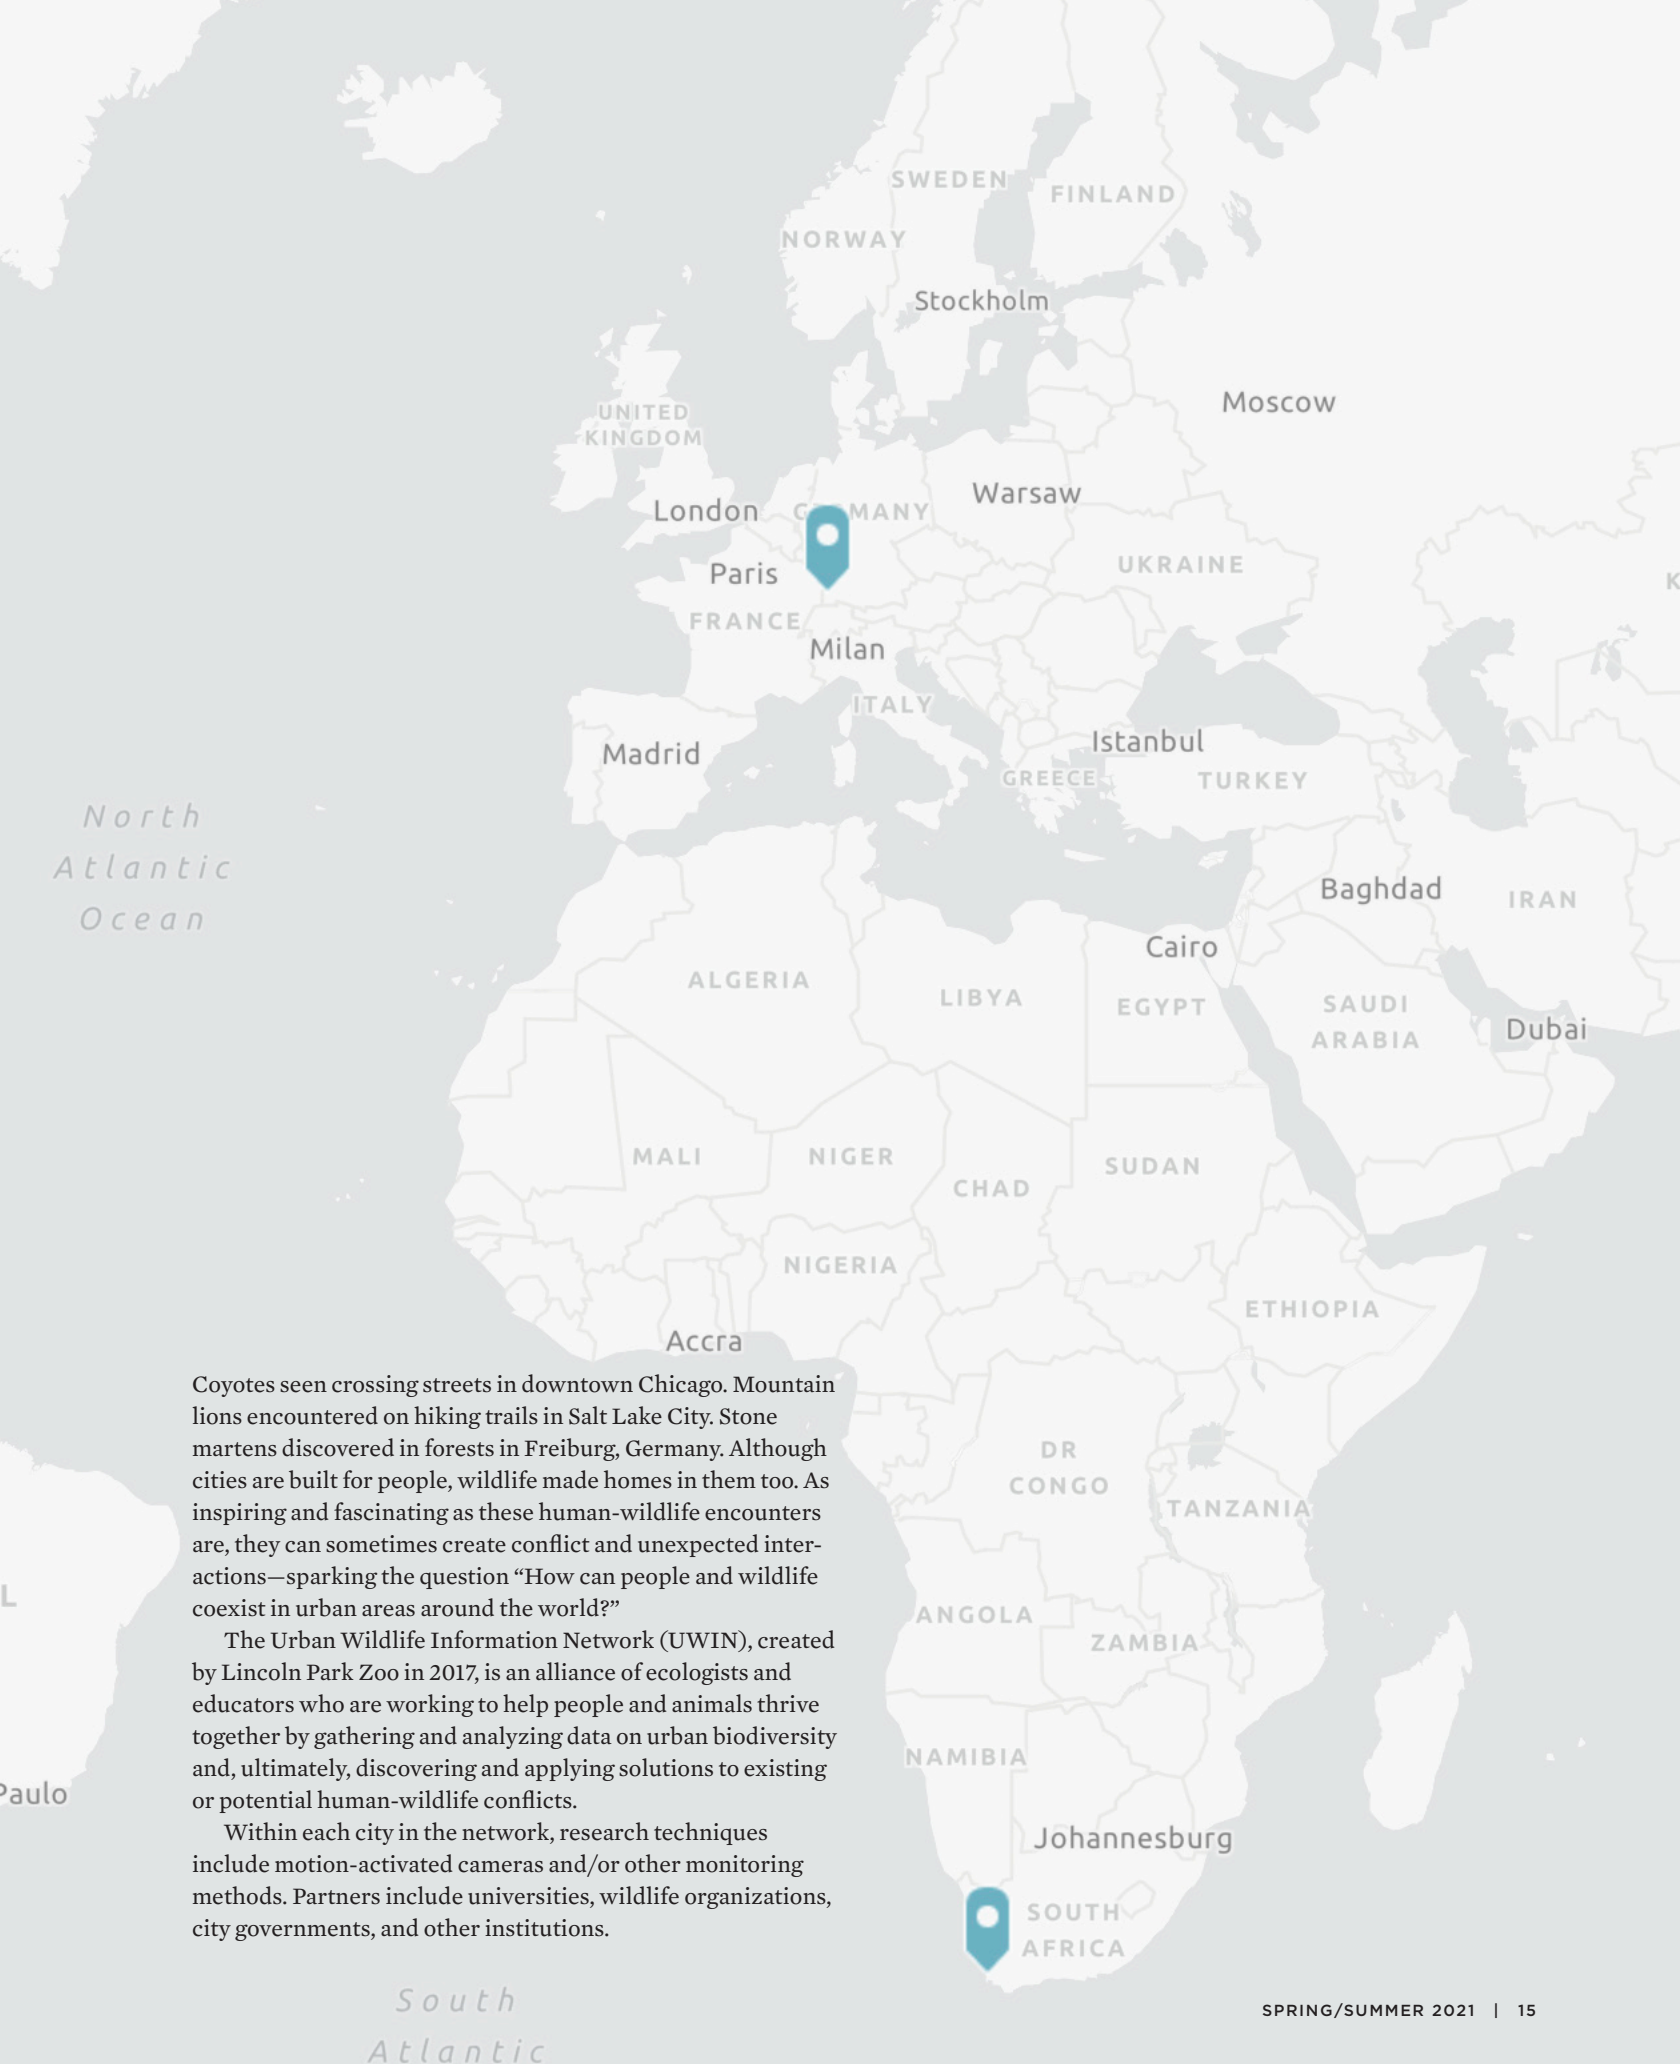 SWEDEN
FINLAND
NORWAY
Stockholm
Moscow
UNITED
KINGDOM
Warsaw
London
MANY
UKRAINE
Paris
FRANCE
K
Milan
ITALY
Istanbul
Madrid
GREECE
TURKEY
North
Atlantic
Ocean
Baghdad
IRAN
Cairo
ALGERIA
LIBYA
EGYPT
SAUDI
ARABIA
Dubai
MALI
NIGER
SUDAN
CHAD
NIGERIA
ETHIOPIA
Accra
Coyotes seen crossing streets in downtown Chicago. Mountain
lions encountered on hiking trails in Salt Lake City. Stone
martens discovered in forests in Freiburg, Germany. Although
cities are built for people, wildlife made homes in them too. As
inspiring and fascinating as these human-wildlife encounters
are, they can sometimes create conflict and unexpected inter-
actions—sparking the question “How can people and wildlife
coexist in urban areas around the world?”
The Urban Wildlife Information Network (UWIN), created
by Lincoln Park Zoo in 2017, is an alliance of ecologists and
educators who are working to help people and animals thrive
together by gathering and analyzing data on urban biodiversity
and, ultimately, discovering and applying solutions to existing
or potential human-wildlife conflicts.
Within each city in the network, research techniques
include motion-activated cameras and/or other monitoring
methods. Partners include universities, wildlife organizations,
city governments, and other institutions.
DR
CONGO
TANZANIA
L
ANGOLA
ZAMBIA
NAMIBIA
Paulo
Johannesburg
SOUTH
AFRICA
South
Atlantic
SPRING/SUMMER 2021 | 15